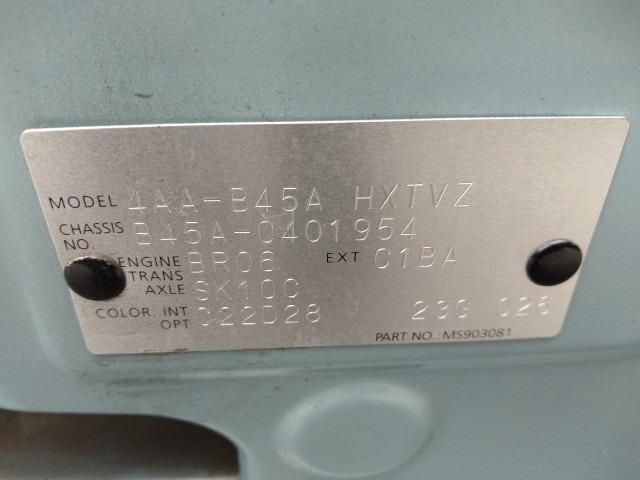 MODEL 4AA-B45A HXTVZ
CHASSIS NO. B45A-0401954
ENGINE BR06 EXT C1BA
TRANS AXLE SK10C
COLOR: INT OPT C22D28 23G 026
PART NO.: MS903081